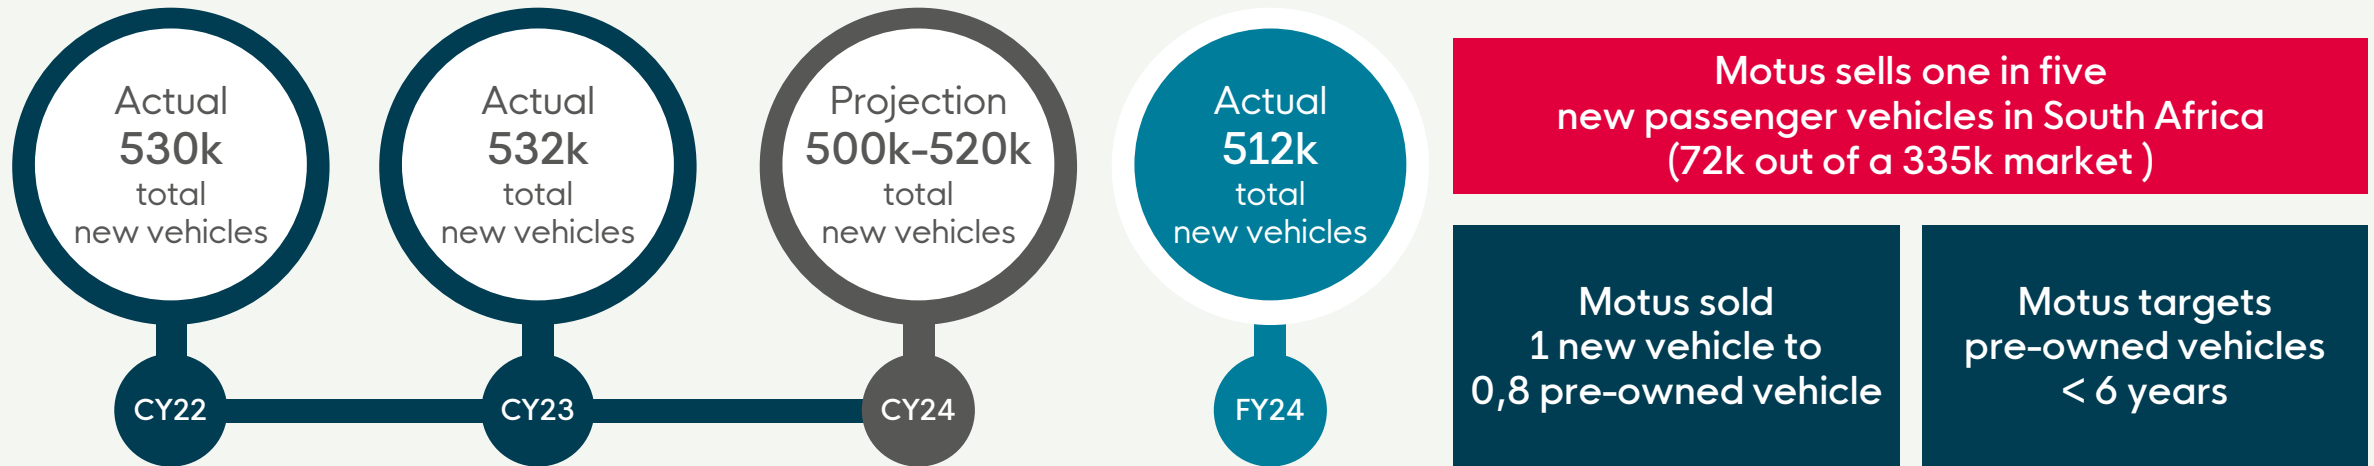 Actual
530k
total
new vehicles
CY22
Actual
532k
total
new vehicles
CY23
Projection
500k-520k
total
new vehicles
CY24
Actual
512k
total
new vehicles
FY24
Motus sells one in five
new passenger vehicles in South Africa
(72k out of a 335k market )
Motus sold
1 new vehicle to
0,8 pre-owned vehicle
Motus targets
pre-owned vehicles
< 6 years